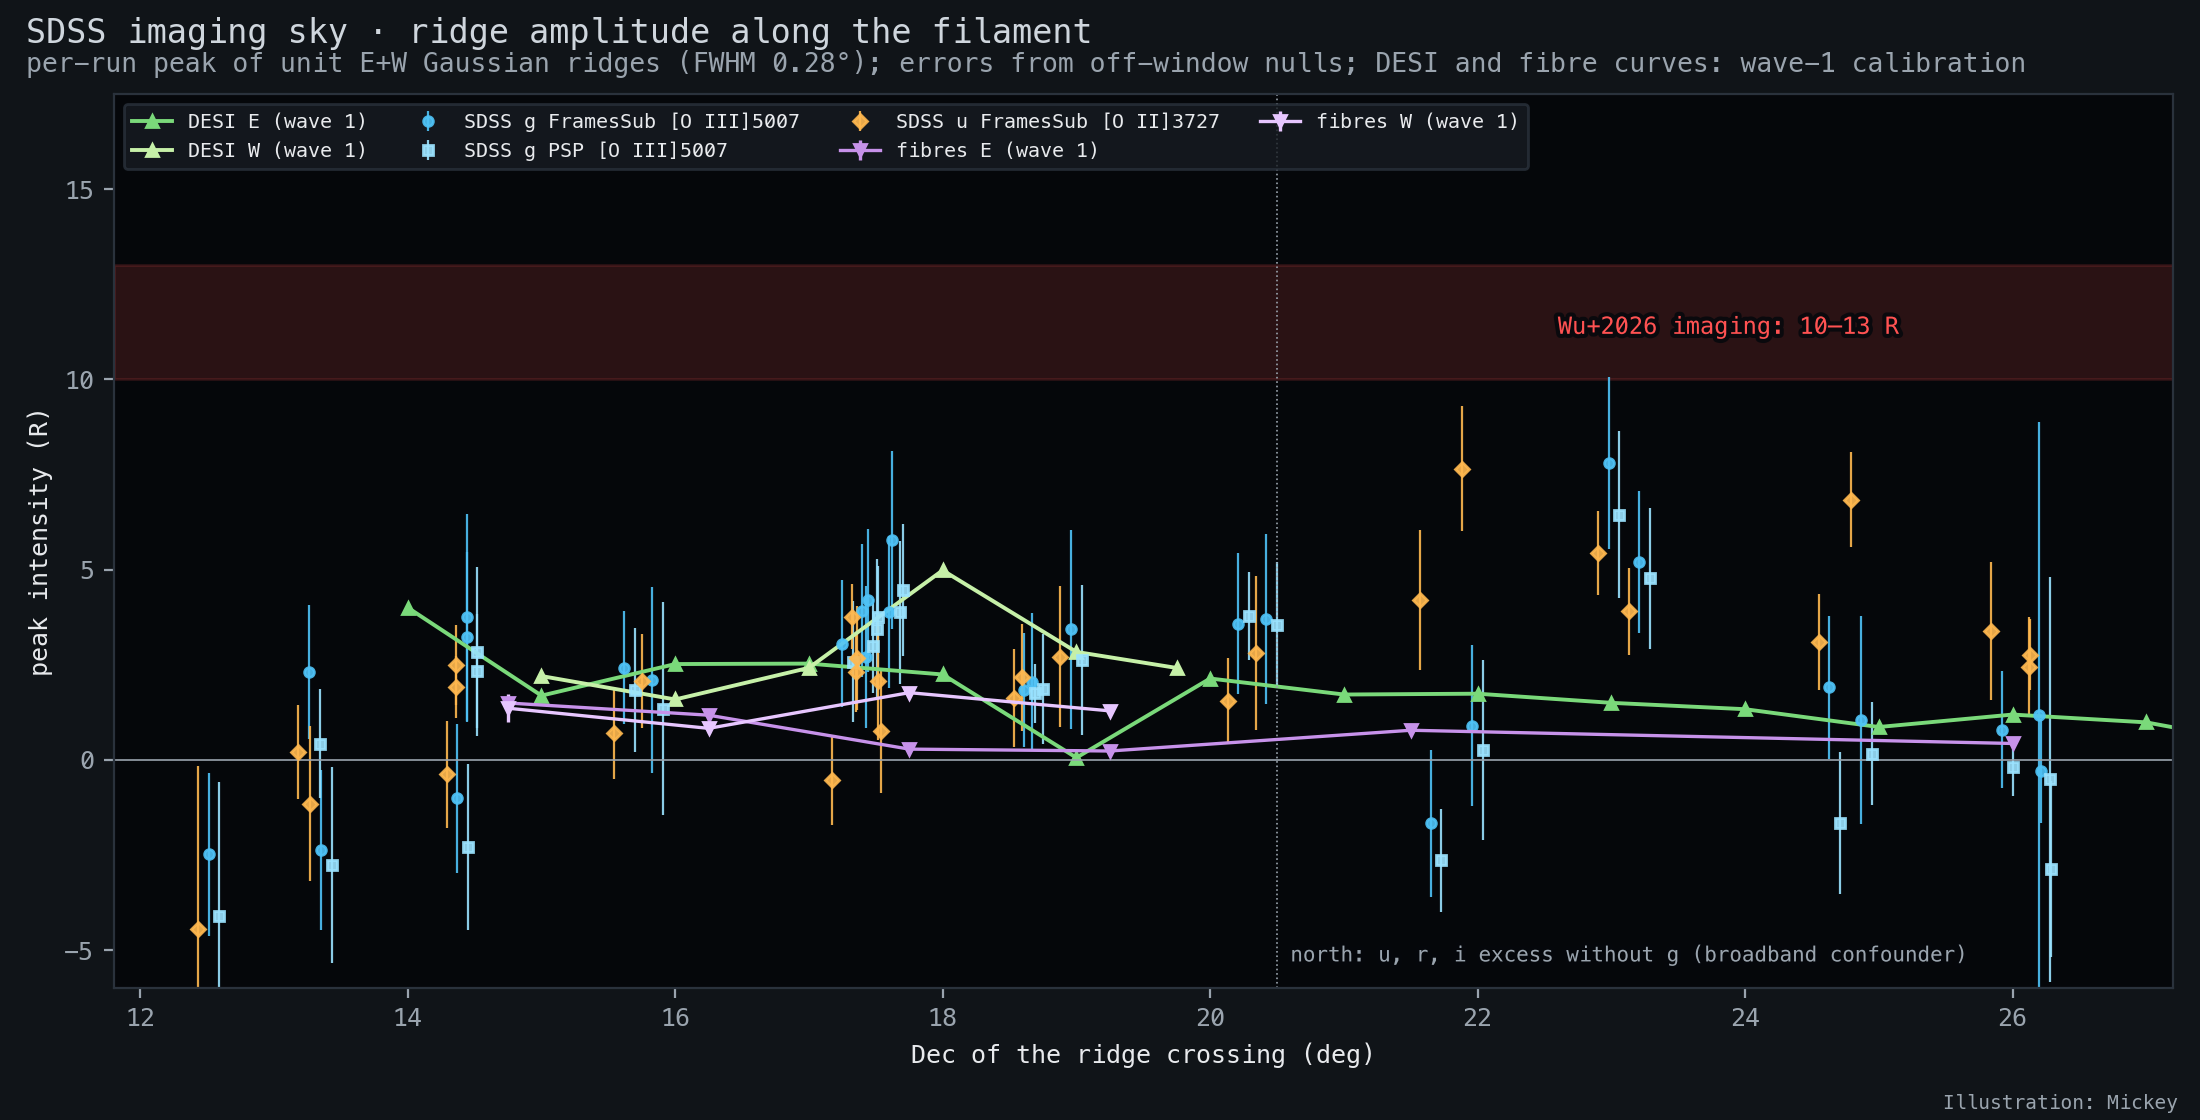 SDSS imaging sky · ridge amplitude along the filament
per−run peak of unit E+W Gaussian ridges (FWHM 0.28°); errors from off−window nulls; DESI and fibre curves: wave−1 calibration
DESI E (wave 1)
DESI W (wave 1)
SDSS g FramesSub [O III]5007
SDSS g PSP [O III]5007
SDSS u FramesSub [O II]3727
fibres E (wave 1)
fibres W (wave 1)
Wu+2026 imaging: 10–13 R
north: u, r, i excess without g (broadband confounder)
peak intensity (R)
15
10
5
0
−5
12
14
16
18
20
22
24
26
Dec of the ridge crossing (deg)
Illustration: Mickey